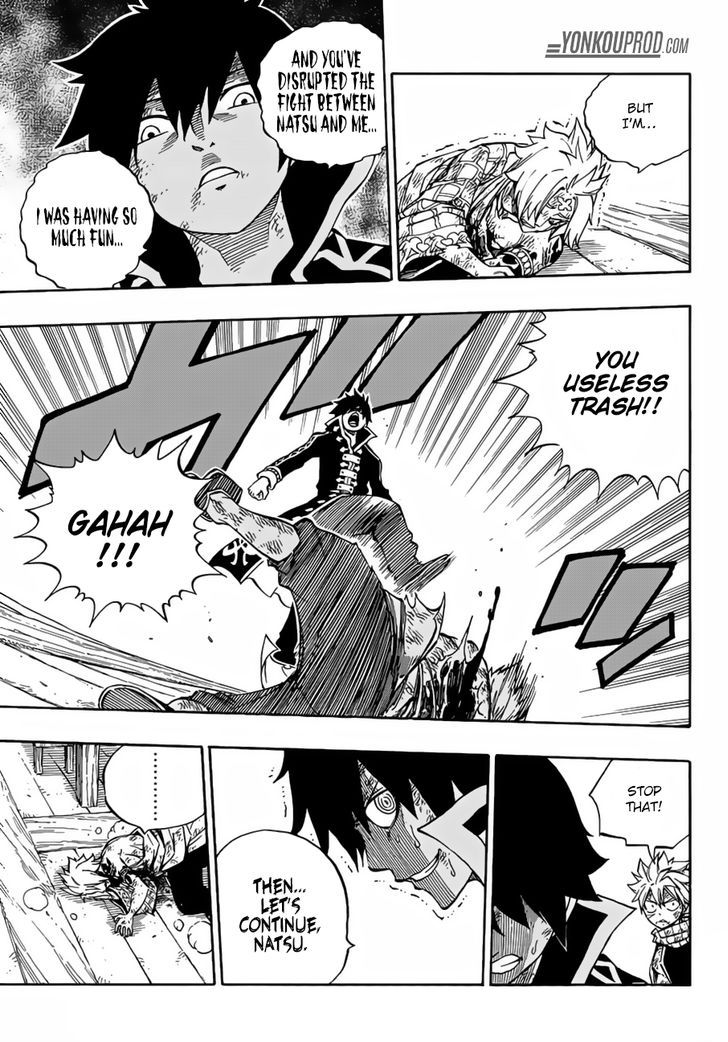 =YONKOUPROD.COM
BUT
I'M...
AND YOU'VE
DISRUPTED THE
FIGHT BETWEEN
NATSU AND ME...
I WAS HAVING SO
MUCH FUN...
YOU
USELESS
TRASH!!
GAHAH
!!!
STOP
THAT!
THEN...
LET'S
CONTINUE,
NATSU.
.......